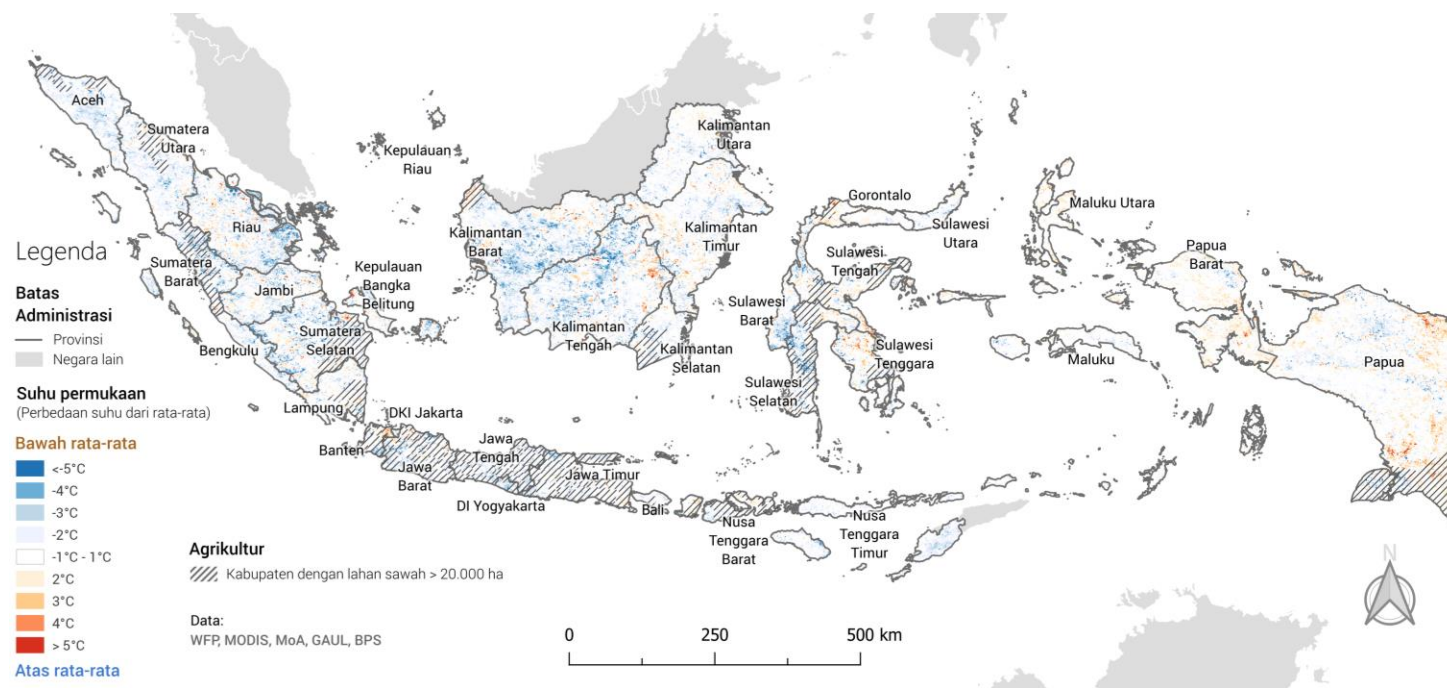 Aceh
Sumatera
Utara
Kepulauan
Riau
Riau
Sumatera
Barat
Jambi
Kepulauan
Bangka
Belitung
Bengkulu
Sumatera
Selatan
Lampung
Kalimantan
Utara
Kalimantan
Barat
Kalimantan
Timur
Kalimantan
Tengah
Kalimantan
Selatan
Gorontalo
Sulawesi
Utara
Sulawesi
Tengah
Sulawesi
Barat
Sulawesi
Tenggara
Sulawesi
Selatan
Maluku Utara
Maluku
Papua
Barat
Papua
DKI Jakarta
Banten
Jawa
Barat
Jawa
Tengah
DI Yogyakarta
Jawa Timur
Bali
Nusa
Tenggara
Barat
Nusa
Tenggara
Timur
Legenda
Batas
Administrasi
Provinsi
Negara lain
Suhu permukaan
(Perbedaan suhu dari rata-rata)
Bawah rata-rata
<-5°C
-4°C
-3°C
-2°C
-1°C - 1°C
2°C
3°C
4°C
> 5°C
Atas rata-rata
Agrikultur
Kabupaten dengan lahan sawah > 20.000 ha
Data:
WFP, MODIS, MoA, GAUL, BPS
0 250 500 km
N